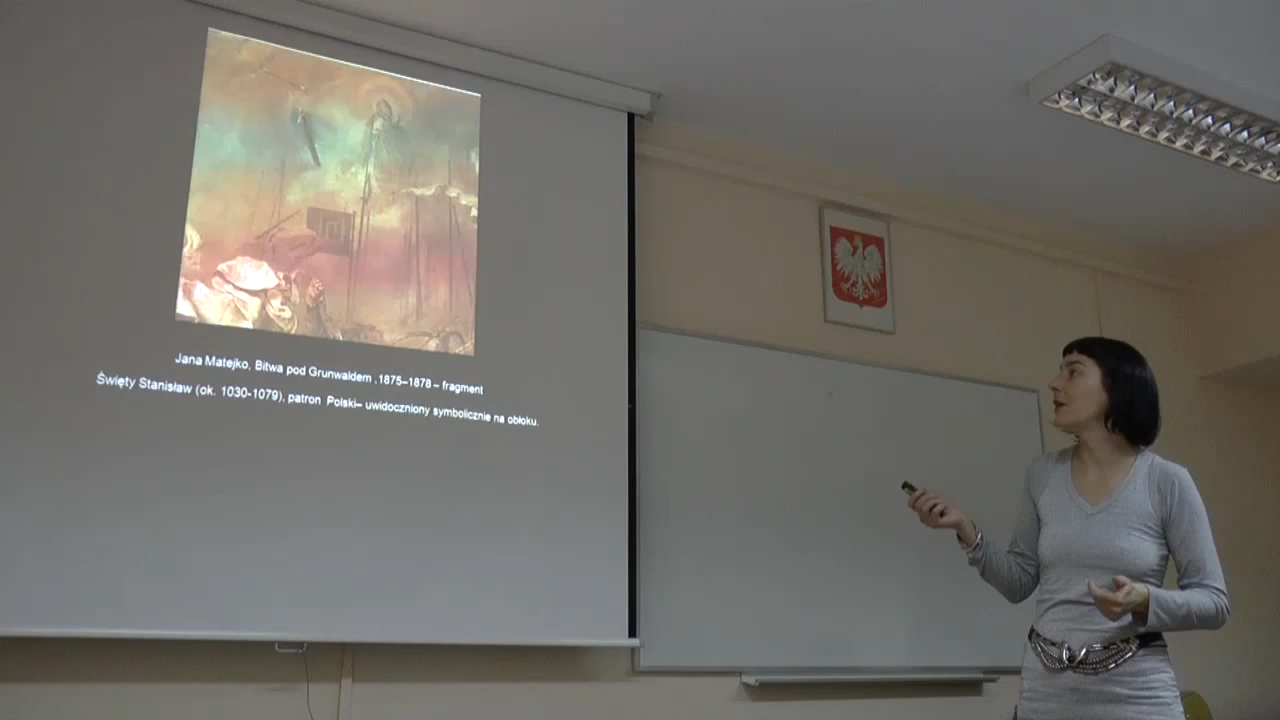 Jana Matejko, Bitwa pod Grunwaldem ,1875–1878 – fragment
Święty Stanisław (ok. 1030-1079), patron Polski– uwidoczniony symbolicznie na obłoku.